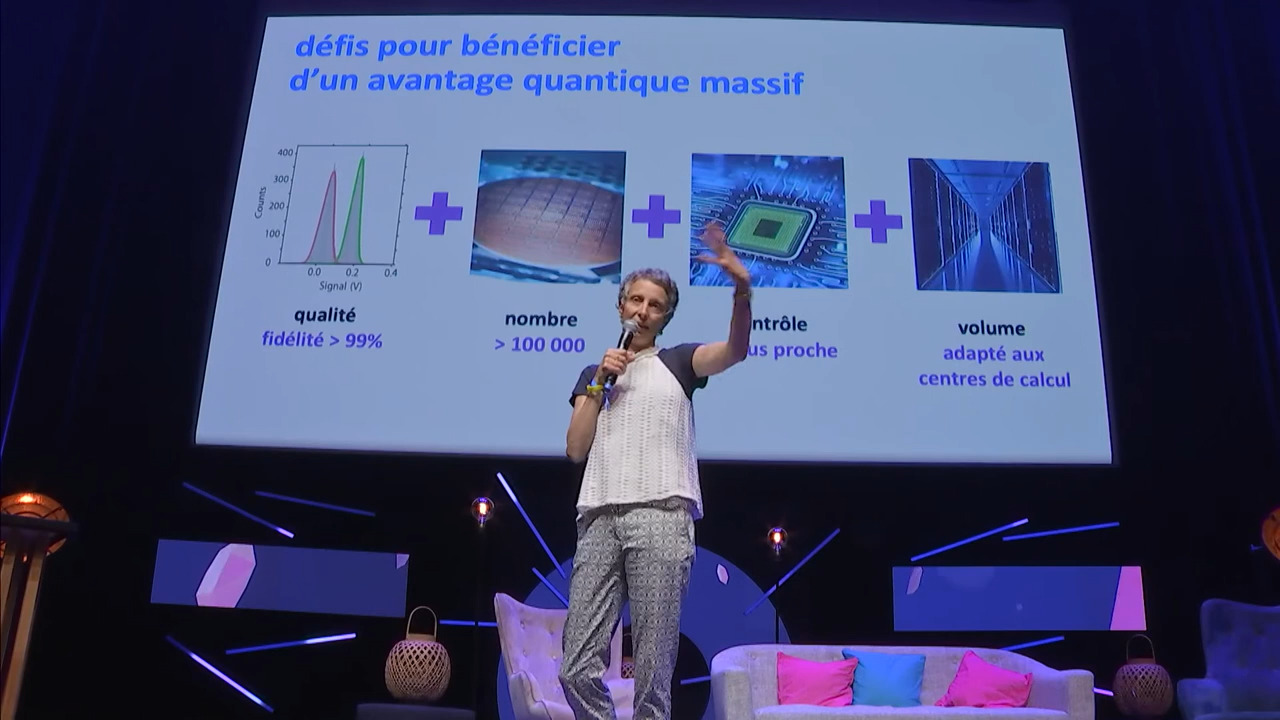 défis pour bénéficier
d'un avantage quantique massif
400
300
200
100
0
Counts
0.0 0.2 0.4
Signal (V)
qualité
fidélité > 99%
nombre
> 100 000
proche
volume
adapté aux
centres de calcul